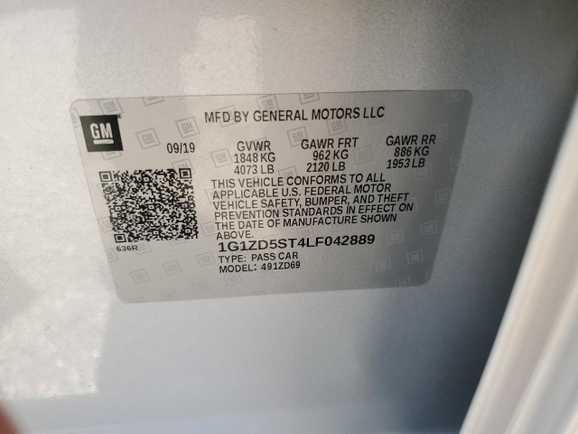 GM
MFD BY GENERAL MOTORS LLC
09/19 GVWR GAWR FRT GAWR RR
1848 KG 962 KG 886 KG
4073 LB 2120 LB 1953 LB
THIS VEHICLE CONFORMS TO ALL
APPLICABLE U.S. FEDERAL MOTOR
VEHICLE SAFETY, BUMPER, AND THEFT
PREVENTION STANDARDS IN EFFECT ON
THE DATE OF MANUFACTURE SHOWN
ABOVE.
636R
1G1ZD5ST4LF042889
TYPE: PASS CAR
MODEL: 491ZD69